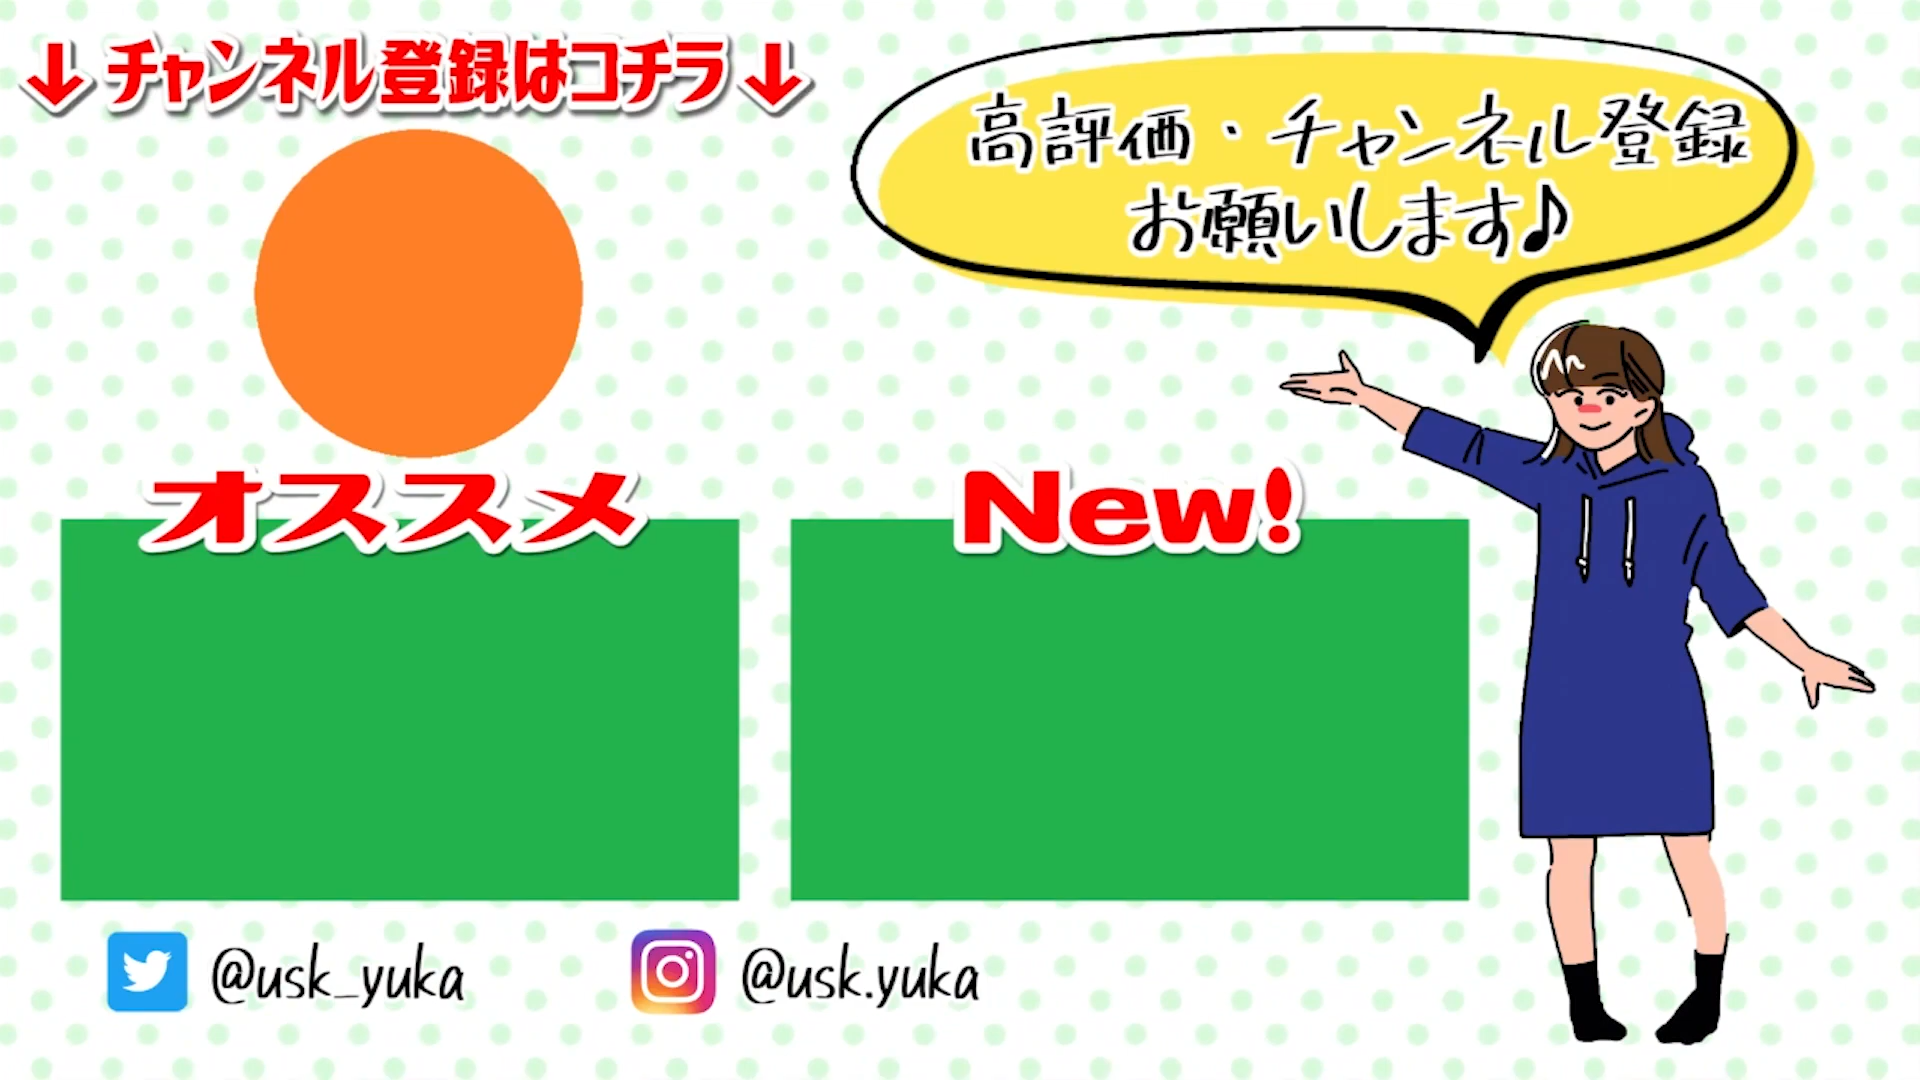 ↓チャンネル登録はコチラ↓
高評価・チャンネル登録
お願いします♪
オススメ
New!
@usk_yuka
@usk.yuka